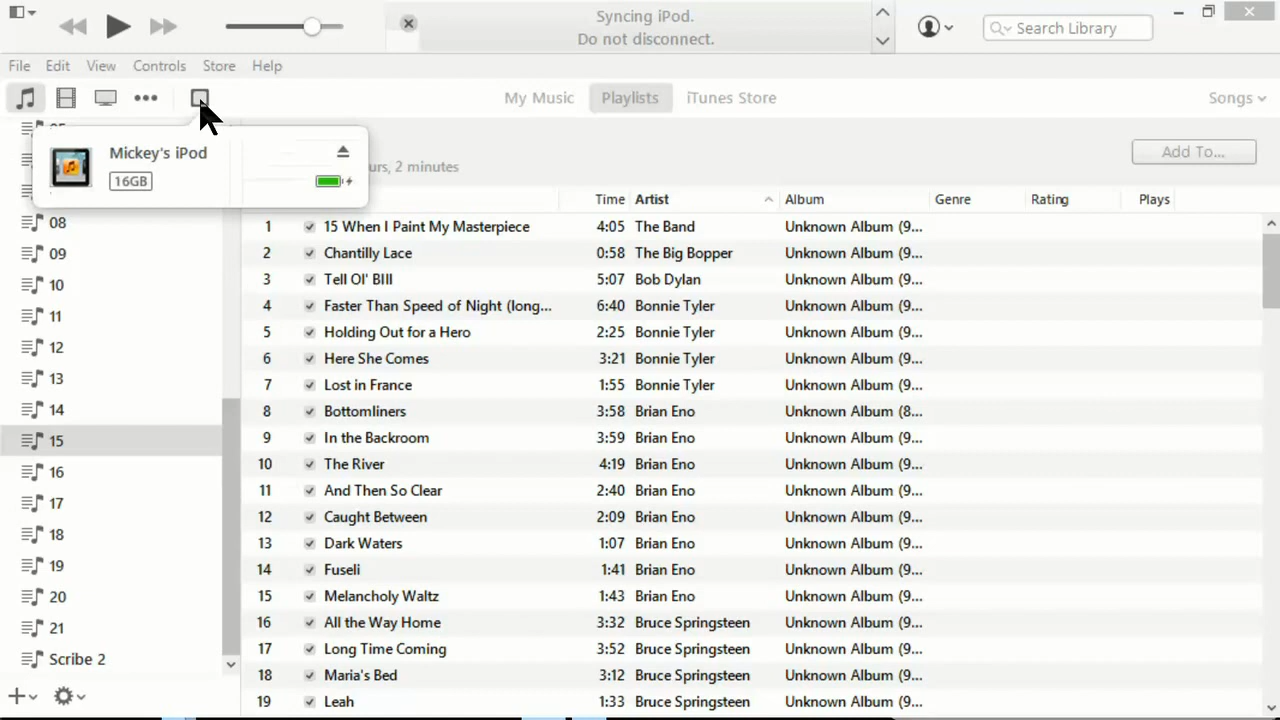 Syncing iPod.
Do not disconnect.
Search Library
File Edit View Controls Store Help
My Music Playlists iTunes Store Songs
Mickey's iPod
16GB
urs, 2 minutes
Add To...
Time Artist Album Genre Rating Plays
1 15 When I Paint My Masterpiece 4:05 The Band Unknown Album (9...
2 Chantilly Lace 0:58 The Big Bopper Unknown Album (9...
3 Tell Ol' BIll 5:07 Bob Dylan Unknown Album (9...
4 Faster Than Speed of Night (long... 6:40 Bonnie Tyler Unknown Album (9...
5 Holding Out for a Hero 2:25 Bonnie Tyler Unknown Album (9...
6 Here She Comes 3:21 Bonnie Tyler Unknown Album (9...
7 Lost in France 1:55 Bonnie Tyler Unknown Album (9...
8 Bottomliners 3:58 Brian Eno Unknown Album (8...
9 In the Backroom 3:59 Brian Eno Unknown Album (9...
10 The River 4:19 Brian Eno Unknown Album (9...
11 And Then So Clear 2:40 Brian Eno Unknown Album (9...
12 Caught Between 2:09 Brian Eno Unknown Album (9...
13 Dark Waters 1:07 Brian Eno Unknown Album (9...
14 Fuseli 1:41 Brian Eno Unknown Album (9...
15 Melancholy Waltz 1:43 Brian Eno Unknown Album (9...
16 All the Way Home 3:32 Bruce Springsteen Unknown Album (9...
17 Long Time Coming 3:52 Bruce Springsteen Unknown Album (9...
18 Maria's Bed 3:12 Bruce Springsteen Unknown Album (9...
19 Leah 1:33 Bruce Springsteen Unknown Album (9...
08
09
10
11
12
13
14
15
16
17
18
19
20
21
Scribe 2